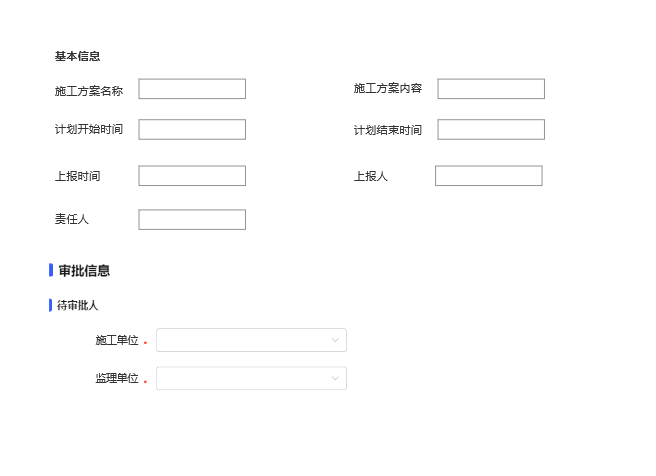 基本信息
施工方案名称 施工方案内容
计划开始时间 计划结束时间
上报时间 上报人
责任人
审批信息
待审批人
施工单位
监理单位